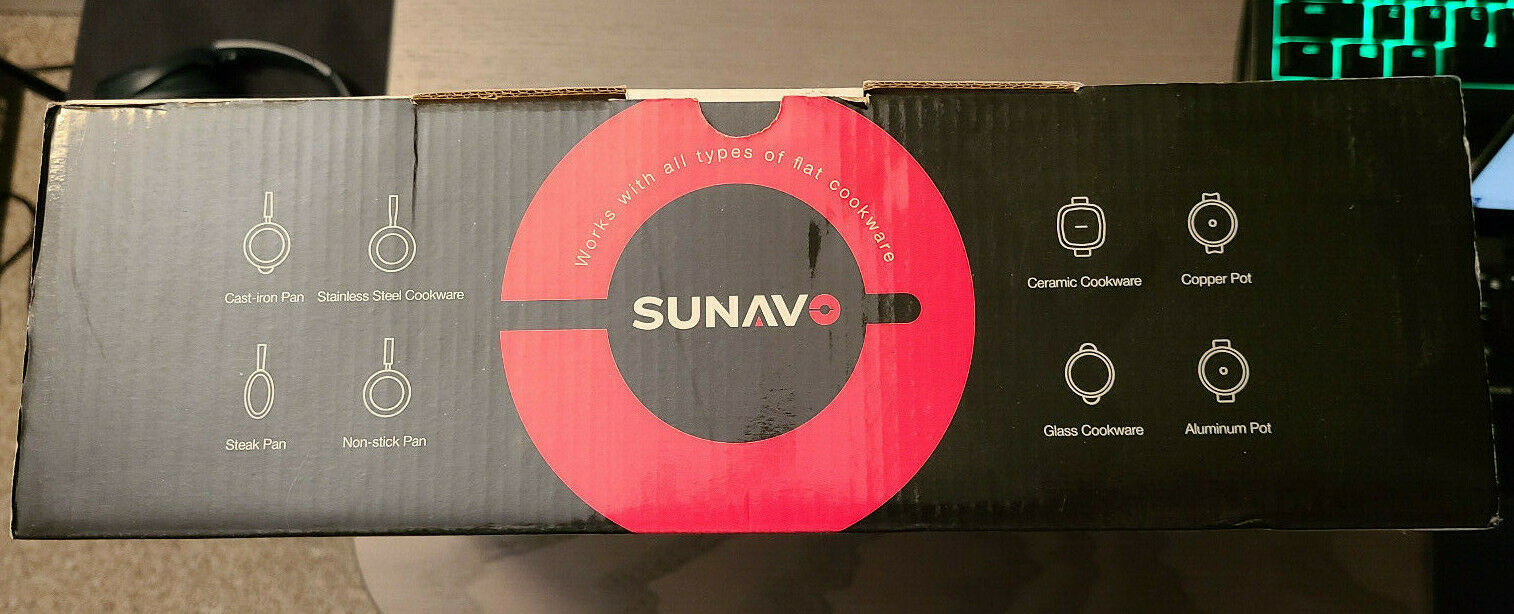 Works with all types of flat cookware
SUNAVO
Cast-iron Pan
Stainless Steel Cookware
Steak Pan
Non-stick Pan
Ceramic Cookware
Copper Pot
Glass Cookware
Aluminum Pot